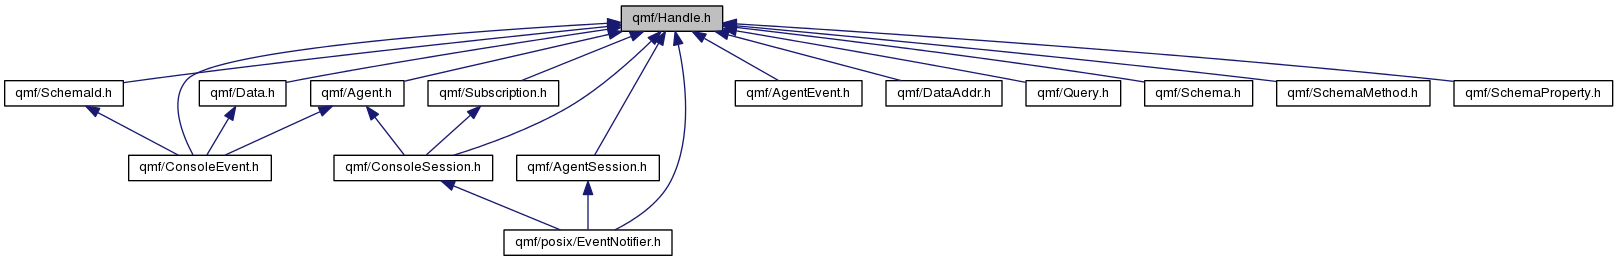 qmf/Handle.h
qmf/SchemaId.h
qmf/Data.h
qmf/Agent.h
qmf/Subscription.h
qmf/AgentEvent.h
qmf/DataAddr.h
qmf/Query.h
qmf/Schema.h
qmf/SchemaMethod.h
qmf/SchemaProperty.h
qmf/ConsoleEvent.h
qmf/ConsoleSession.h
qmf/AgentSession.h
qmf/posix/EventNotifier.h